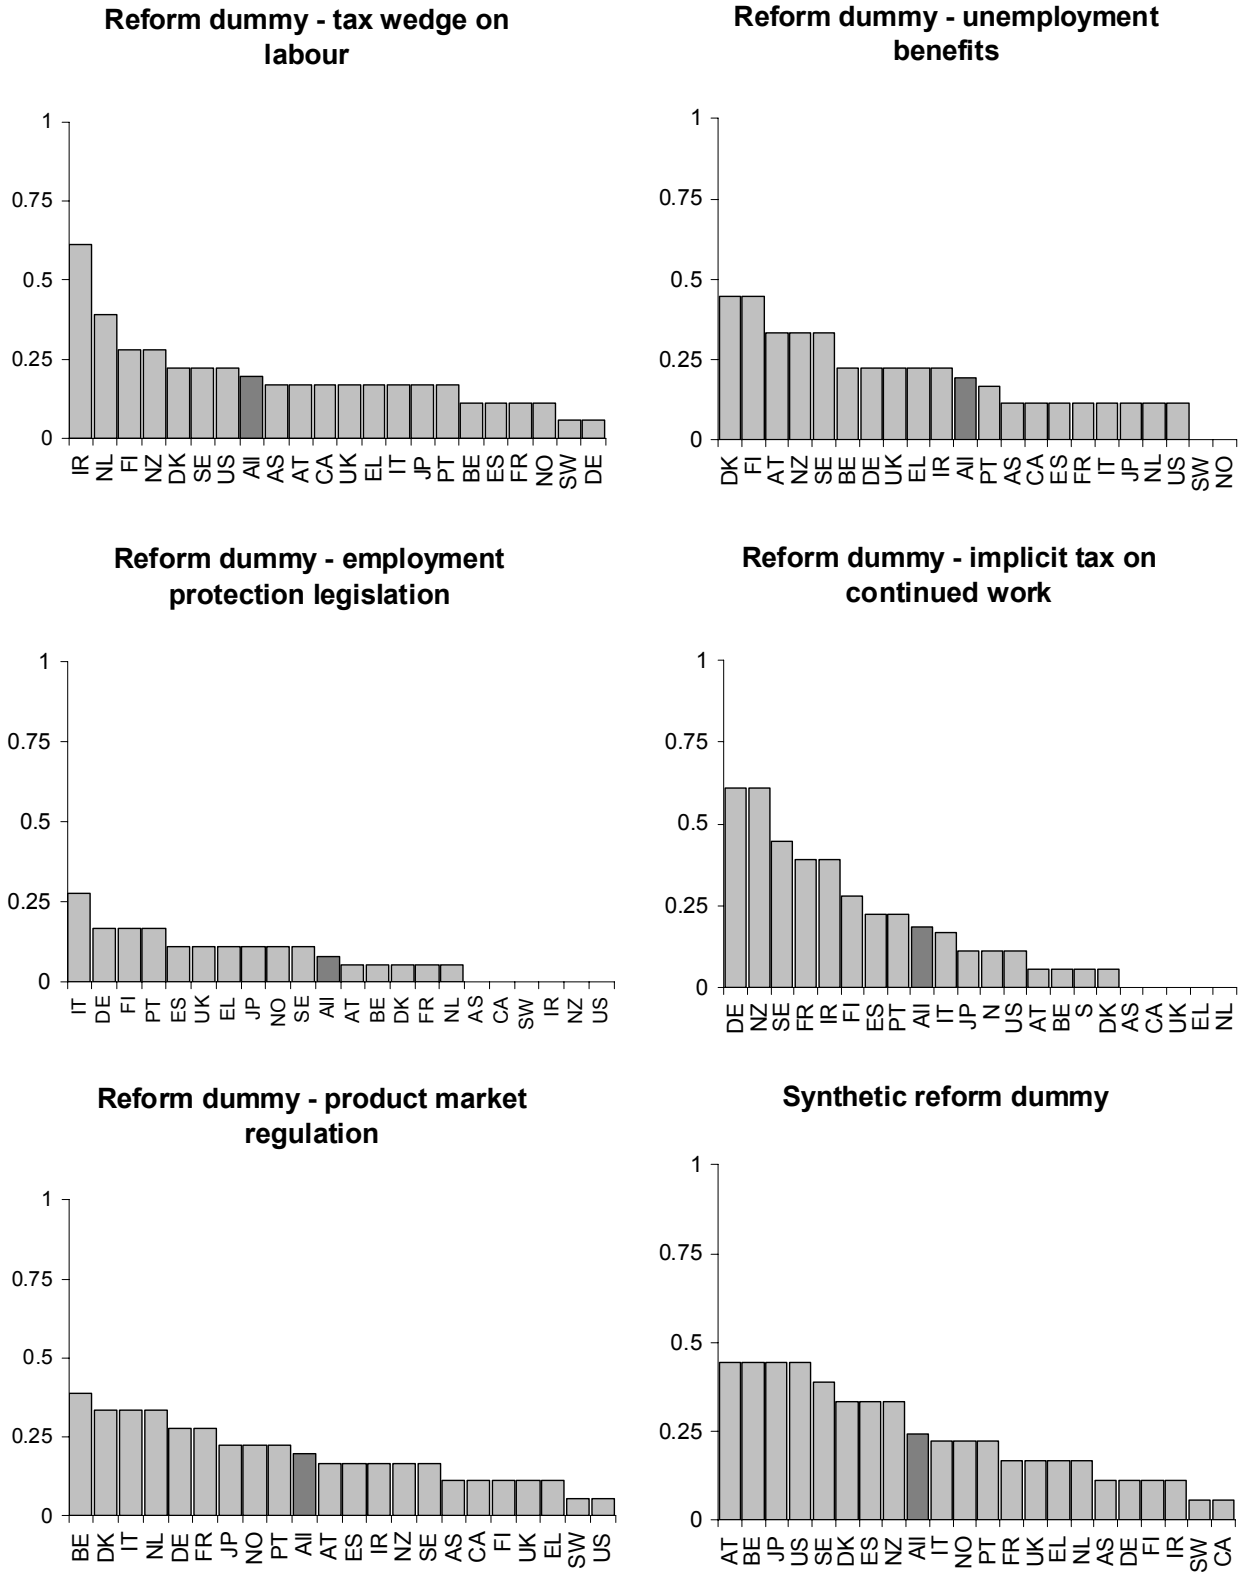 Reform dummy - tax wedge on
labour
1
0.75
0.5
0.25
0
IR NL FI NZ DK SE US All AS AT CA UK EL IT JP PT BE ES FR NO SW DE
Reform dummy - unemployment
benefits
1
0.75
0.5
0.25
0
DK FI AT NZ SE BE DE UK EL IR All PT AS CA ES FR IT JP NL US SW NO
Reform dummy - employment
protection legislation
1
0.75
0.5
0.25
0
IT DE FI PT ES UK EL JP NO SE All AT BE DK FR NL AS CA SW IR NZ US
Reform dummy - implicit tax on
continued work
1
0.75
0.5
0.25
0
DE NZ SE FR IR FI ES PT All IT JP N US AT BE S DK AS CA UK EL NL
Reform dummy - product market
regulation
1
0.75
0.5
0.25
0
BE DK IT NL DE FR JP NO PT All AT ES IR NZ SE AS CA FI UK EL SW US
Synthetic reform dummy
1
0.75
0.5
0.25
0
AT BE JP US SE DK ES NZ All IT NO PT FR UK EL NL AS DE FI IR SW CA